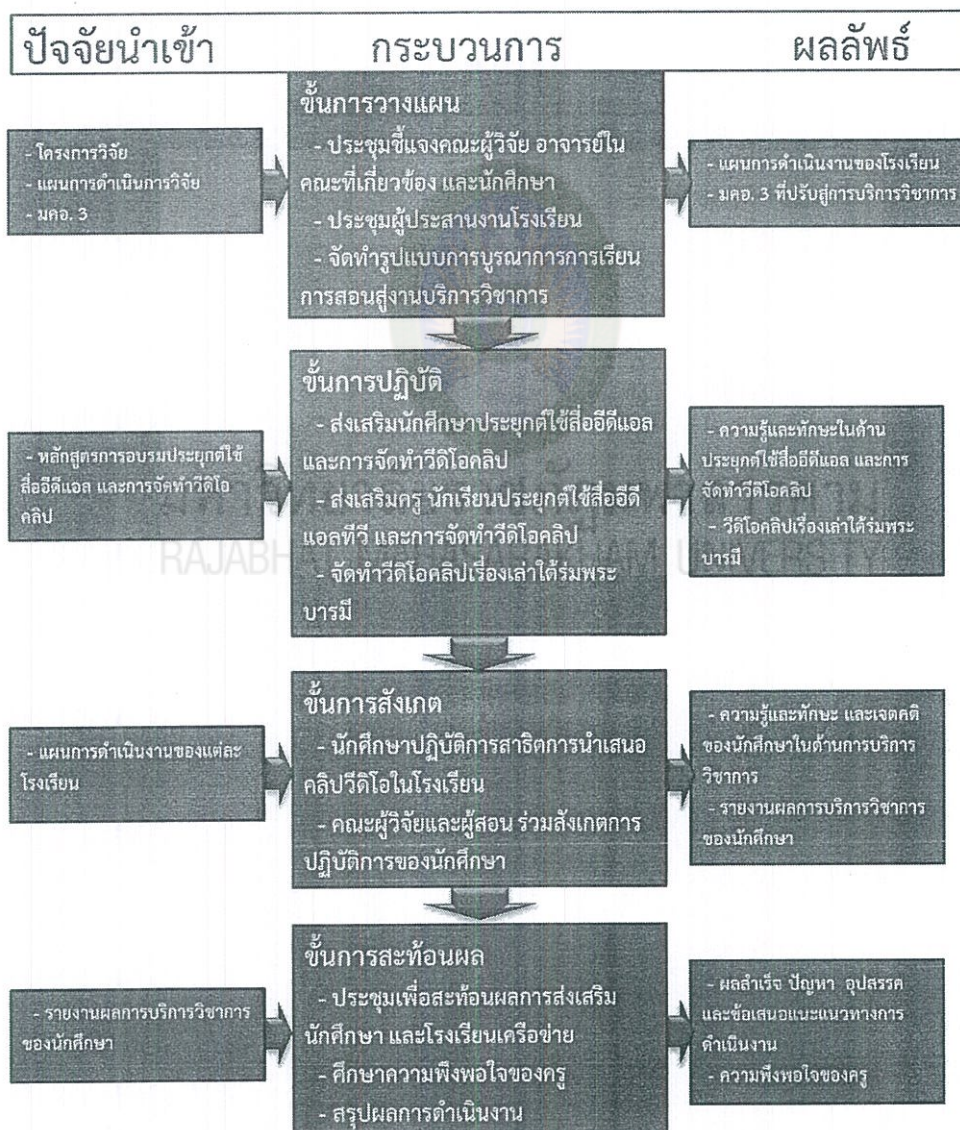 ปัจจัยนำเข้า
กระบวนการ
ผลลัพธ์
- โครงการวิจัย
- แผนการดำเนินการวิจัย
- มคอ. 3
ขั้นการวางแผน
- ประชุมชี้แจงคณะผู้วิจัย อาจารย์ใน
คณะที่เกี่ยวข้อง และนักศึกษา
- ประชุมผู้ประสานงานโรงเรียน
- จัดทำรูปแบบการบูรณาการการเรียน
การสอนสู่งานบริการวิชาการ
- แผนการดำเนินงานของโรงเรียน
- มคอ. 3 ที่ปรับสู่การบริการวิชาการ
- หลักสูตรการอบรมประยุกต์ใช้
สื่ออีดีแอล และการจัดทำวีดิโอ
คลิป
ขั้นการปฏิบัติ
- ส่งเสริมนักศึกษาประยุกต์ใช้สื่ออีดีแอล
และการจัดทำวีดิโอคลิป
- ส่งเสริมครู นักเรียนประยุกต์ใช้สื่ออีดี
แอลทีวี และการจัดทำวีดิโอคลิป
- จัดทำวีดิโอคลิปเรื่องเล่าใต้ร่มพระ
บารมี
- ความรู้และทักษะในด้าน
ประยุกต์ใช้สื่ออีดีแอล และการ
จัดทำวีดิโอคลิป
- วีดิโอคลิปเรื่องเล่าใต้ร่มพระ
บารมี
- แผนการดำเนินงานของแต่ละ
โรงเรียน
ขั้นการสังเกต
- นักศึกษาปฏิบัติการสาธิตการนำเสนอ
คลิปวีดิโอในโรงเรียน
- คณะผู้วิจัยและผู้สอน ร่วมสังเกตการ
ปฏิบัติการของนักศึกษา
- ความรู้และทักษะ และเจตคติ
ของนักศึกษาในด้านการบริการ
วิชาการ
- รายงานผลการบริการวิชาการ
ของนักศึกษา
- รายงานผลการบริการวิชาการ
ของนักศึกษา
ขั้นการสะท้อนผล
- ประชุมเพื่อสะท้อนผลการส่งเสริม
นักศึกษา และโรงเรียนเครือข่าย
- ศึกษาความพึงพอใจของครู
- สรุปผลการดำเนินงาน
- ผลสำเร็จ ปัญหา อุปสรรค
และข้อเสนอแนะแนวทางการ
ดำเนินงาน
- ความพึงพอใจของครู